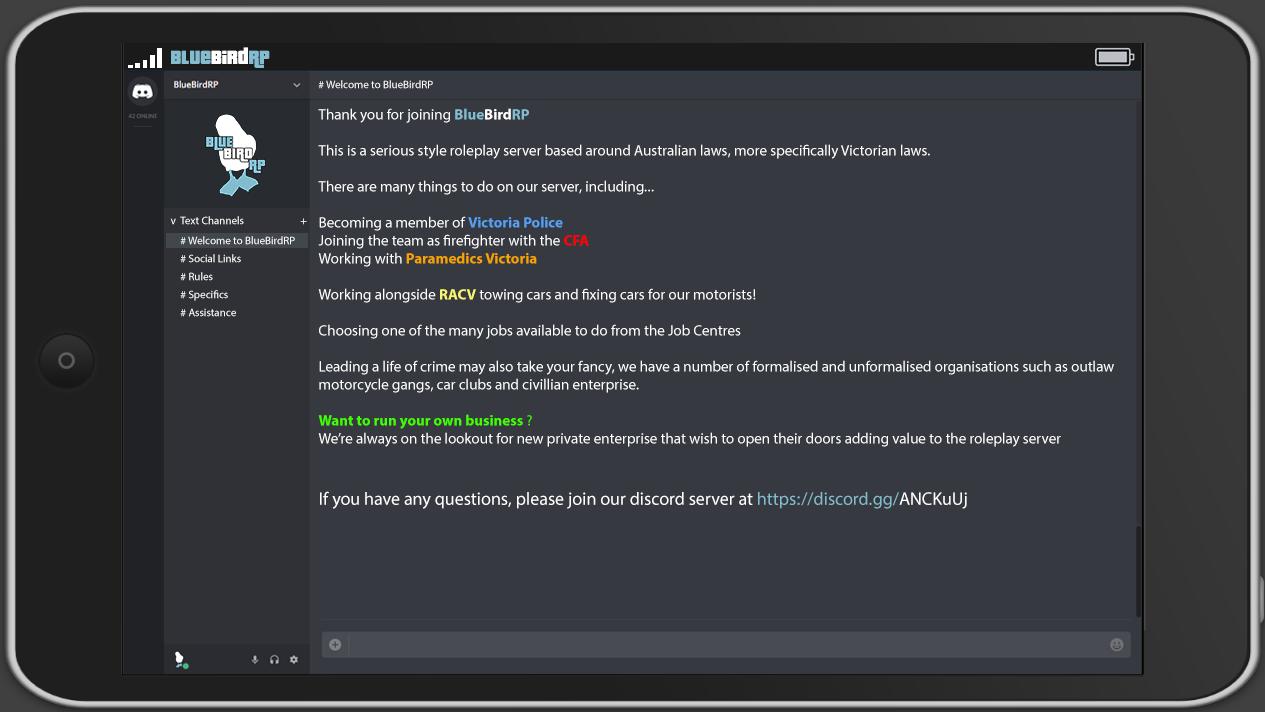 BLUEBIRDRP
BlueBirdRP
# Welcome to BlueBirdRP
42 ONLINE
BLUE
BIRD
RP
v Text Channels +
# Welcome to BlueBirdRP
# Social Links
# Rules
# Specifics
# Assistance
Thank you for joining BlueBirdRP
This is a serious style roleplay server based around Australian laws, more specifically Victorian laws.
There are many things to do on our server, including...
Becoming a member of Victoria Police
Joining the team as firefighter with the CFA
Working with Paramedics Victoria
Working alongside RACV towing cars and fixing cars for our motorists!
Choosing one of the many jobs available to do from the Job Centres
Leading a life of crime may also take your fancy, we have a number of formalised and unformalised organisations such as outlaw
motorcycle gangs, car clubs and civillian enterprise.
Want to run your own business ?
We're always on the lookout for new private enterprise that wish to open their doors adding value to the roleplay server
If you have any questions, please join our discord server at https://discord.gg/ANCKuUj